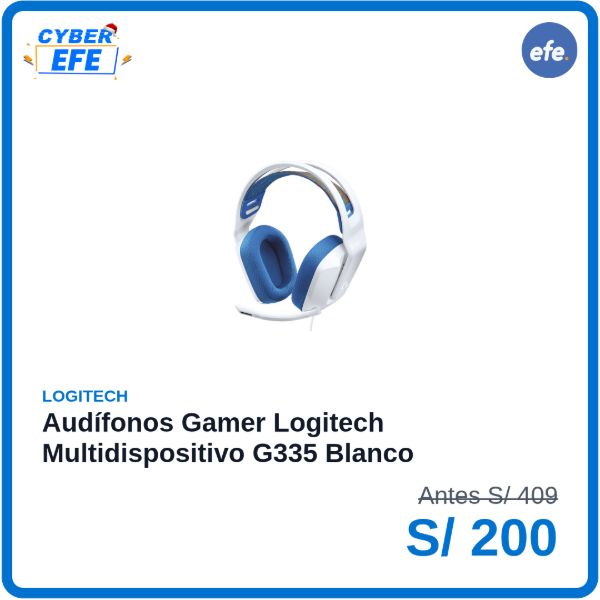 CYBER
EFE
efe.
LOGITECH
Audífonos Gamer Logitech
Multidispositivo G335 Blanco
Antes S/ 409
S/ 200